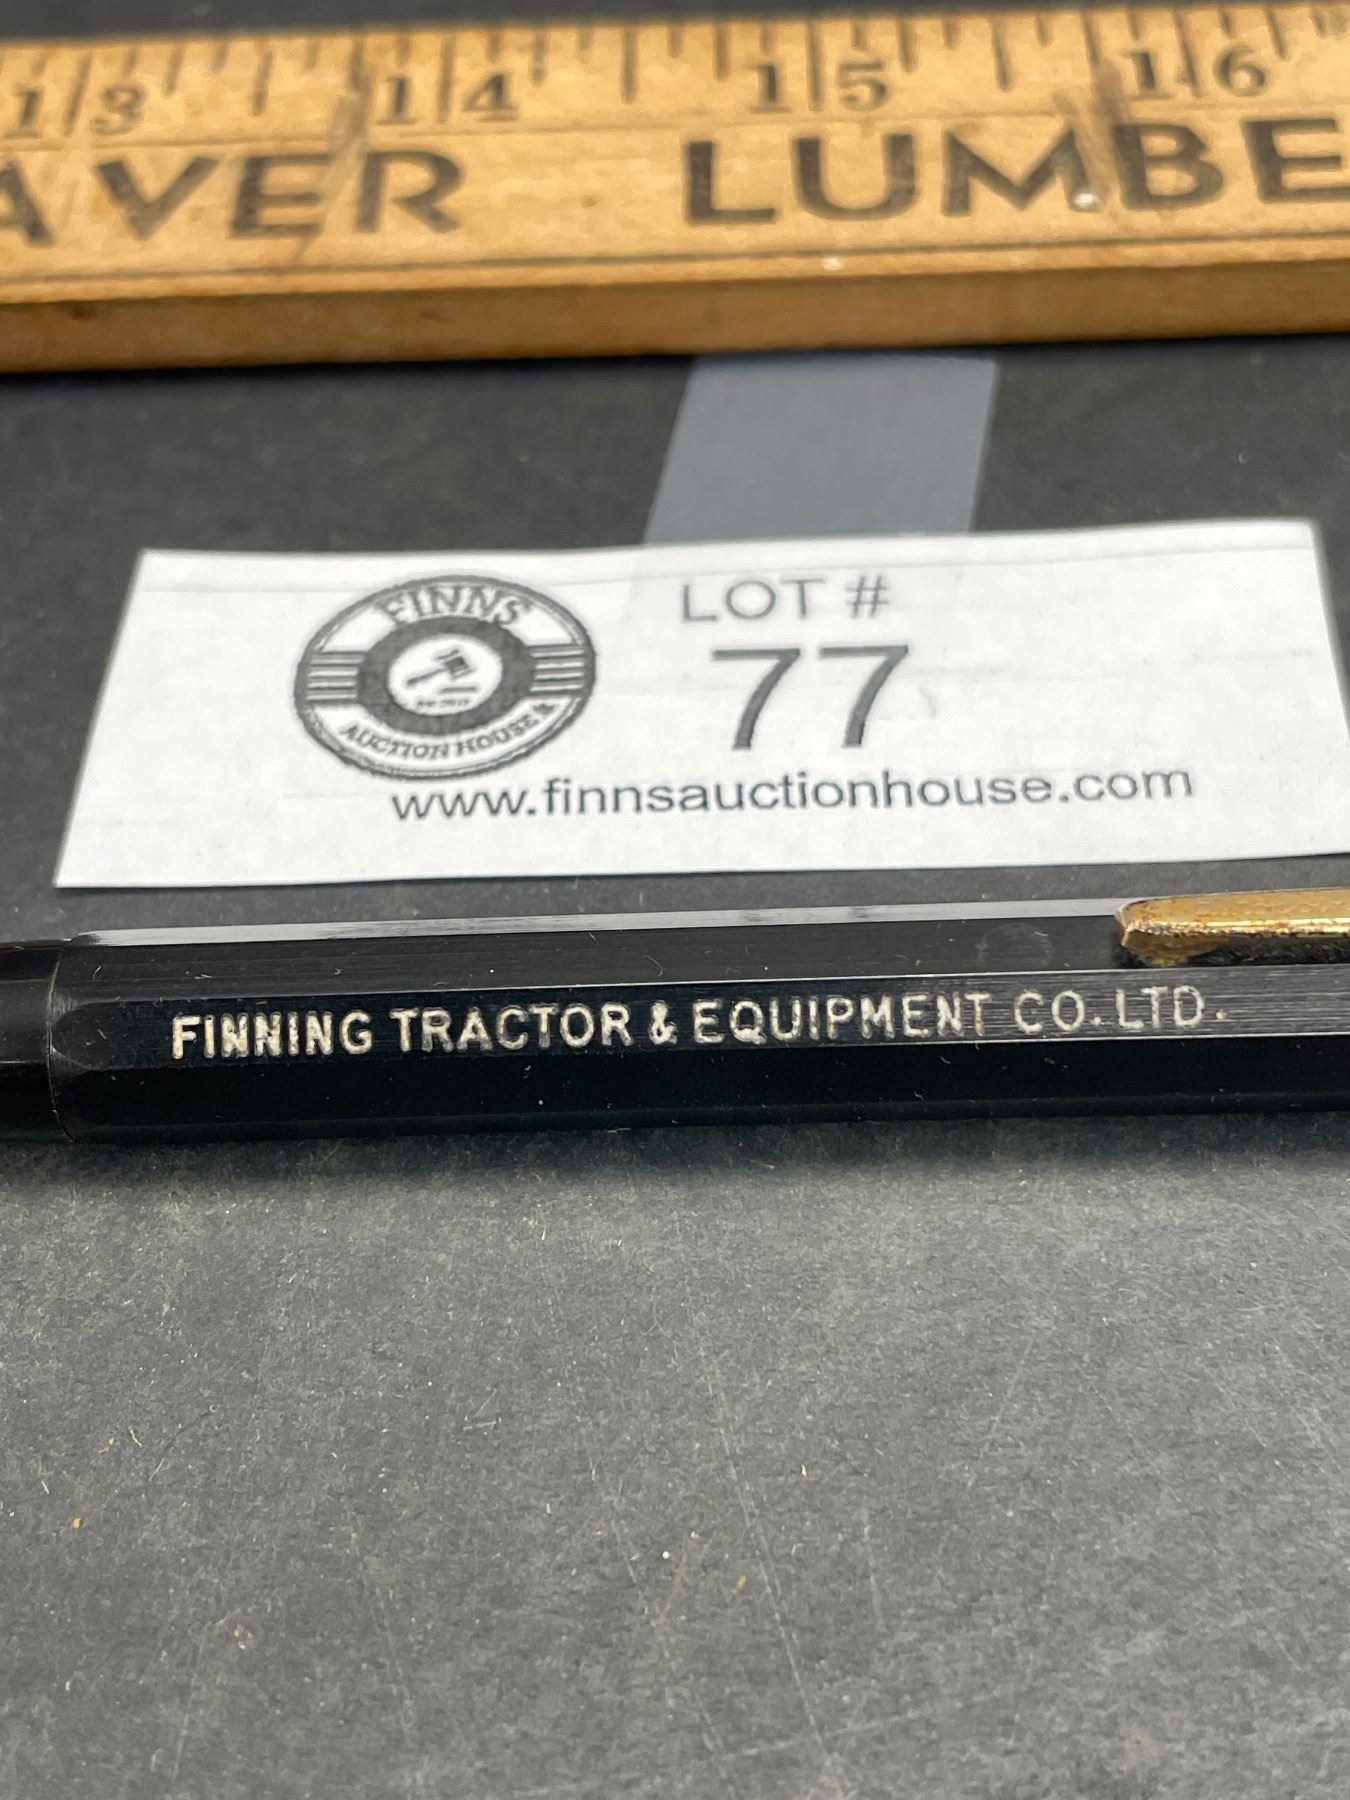 13 14 15 16
AVER LUMBE
FINNS
AUCTION HOUSE
LOT #
77
www.finnsauctionhouse.com
FINNING TRACTOR & EQUIPMENT CO. LTD.